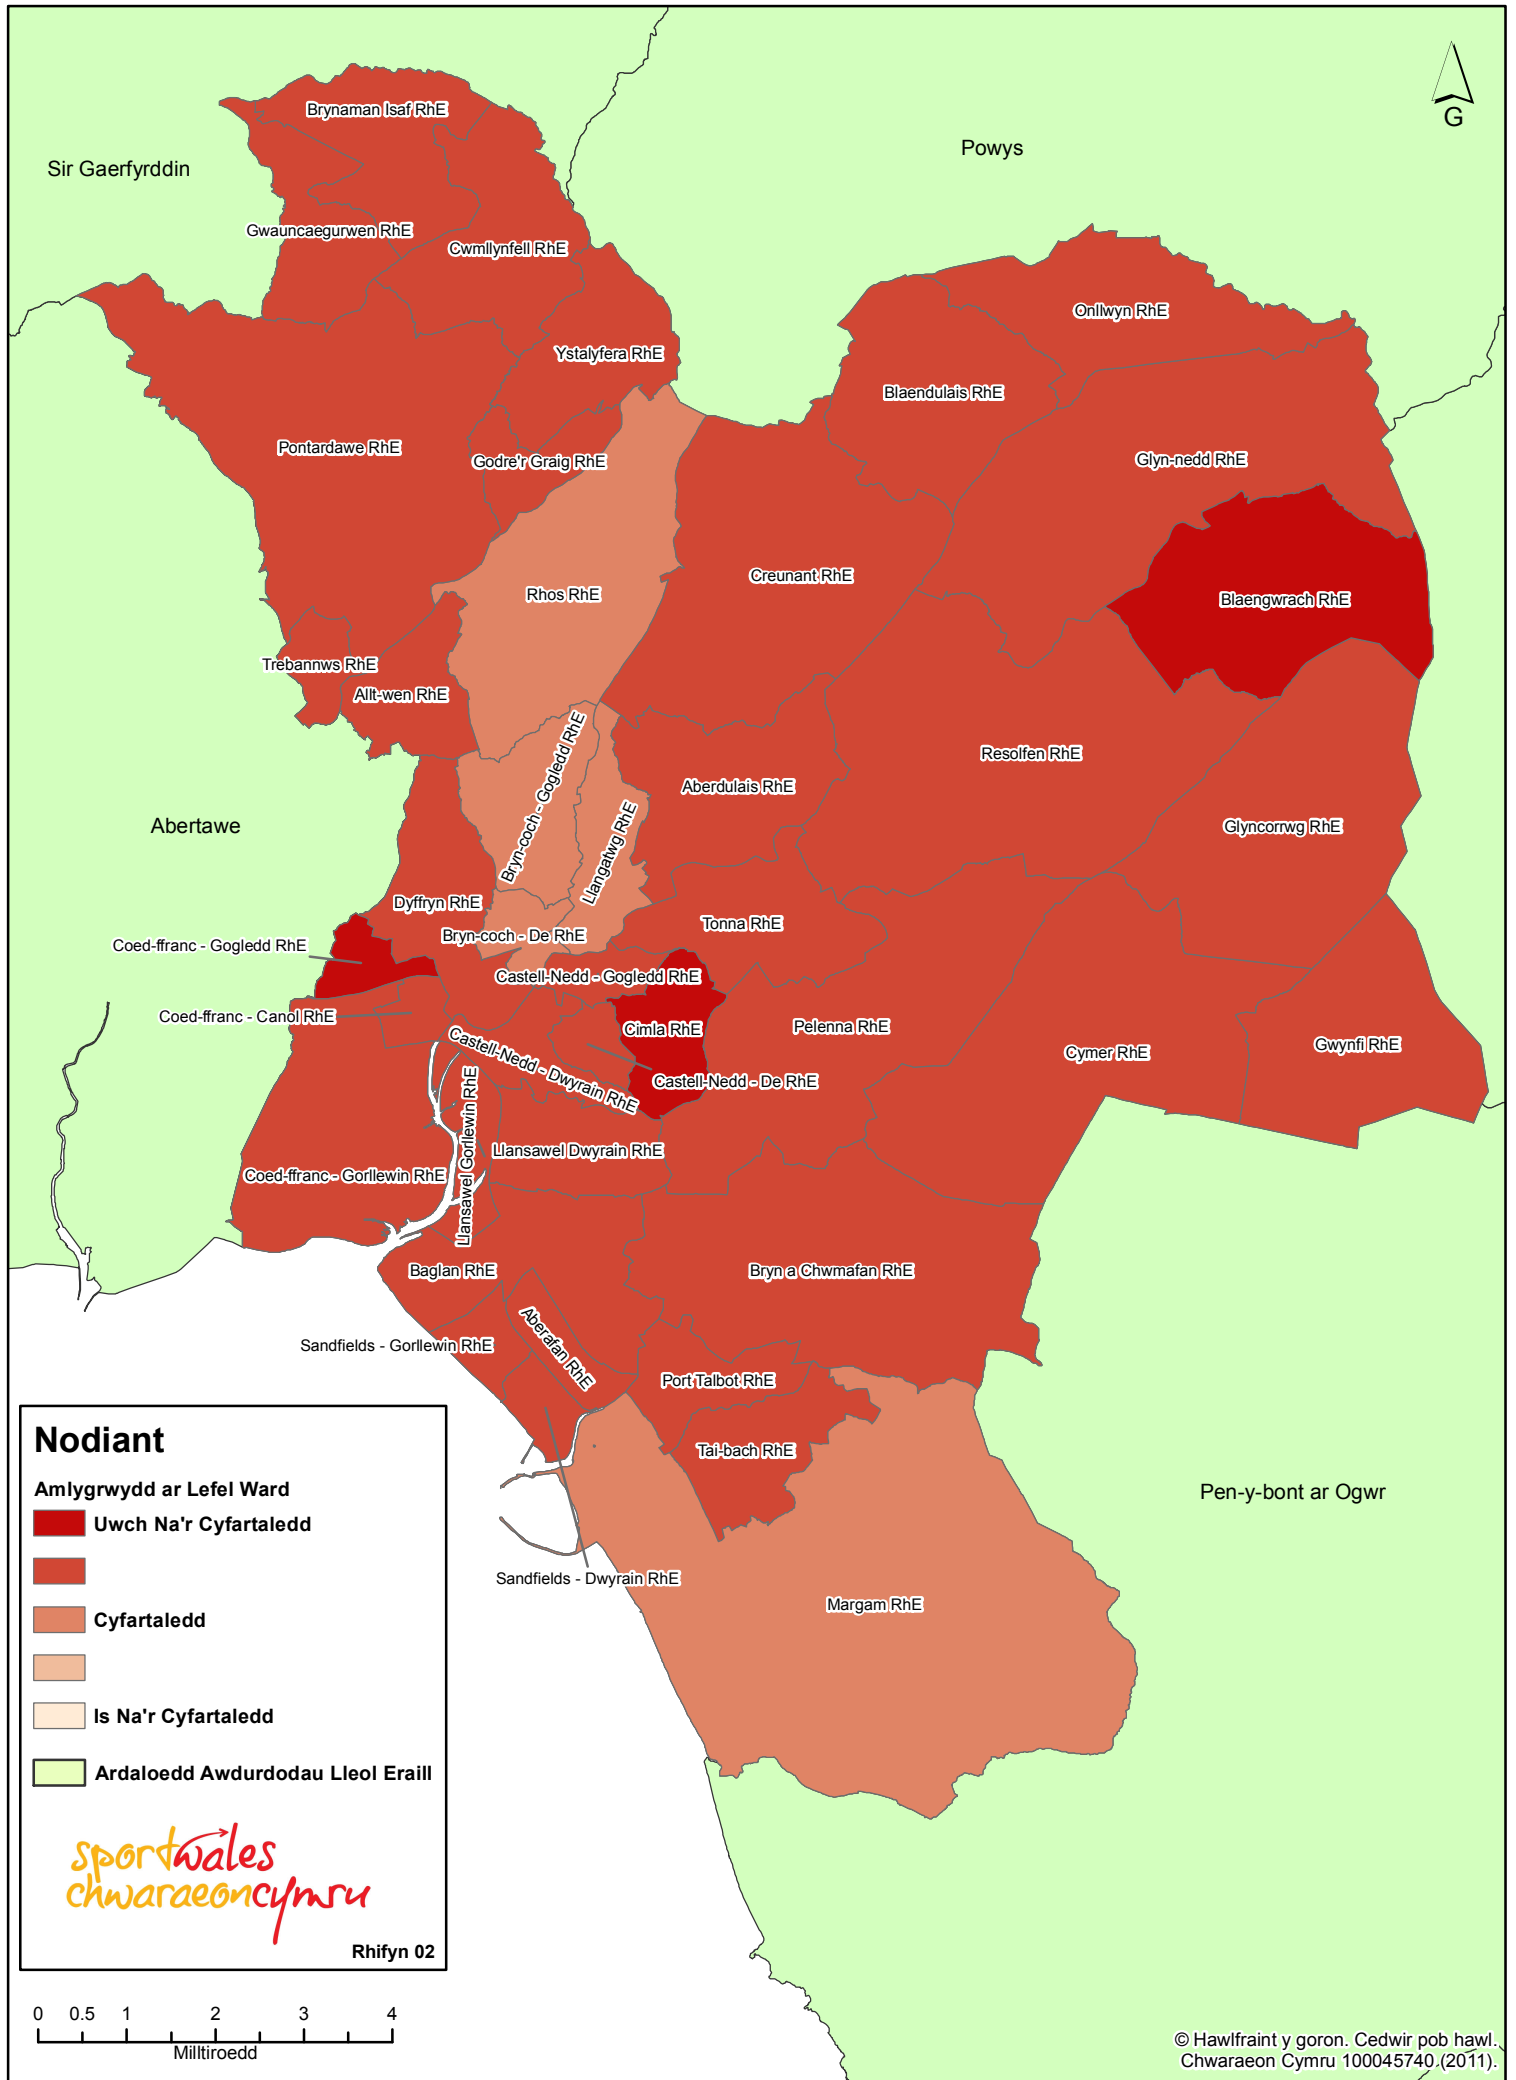 Brynaman Isaf RhE
G
Powys
Sir Gaerfyrddin
Gwauncaegurwen RhE
Cwmllynfell RhE
Onllwyn RhE
Ystalyfera RhE
Blaendulais RhE
Pontardawe RhE
Godre'r Graig RhE
Glyn-nedd RhE
Creunant RhE
Rhos RhE
Blaengwrach RhE
Trebannws RhE
Allt-wen RhE
Bryn-coch - Gogledd RhE
Resolfen RhE
Aberdulais RhE
Abertawe
Glyncorrwg RhE
Llangatwg RhE
Dyffryn RhE
Tonna RhE
Bryn-coch - De RhE
Coed-ffranc - Gogledd RhE
Castell-Nedd - Gogledd RhE
Coed-ffranc - Canol RhE
Cimla RhE
Pelenna RhE
Gwynfi RhE
Cymer RhE
Castell-Nedd - Dwyrain RhE
Castell-Nedd - De RhE
Llansawel Gorllewin RhE
Llansawel Dwyrain RhE
Coed-ffranc - Gorllewin RhE
Baglan RhE
Bryn a Chwmafan RhE
Aberafan RhE
Sandfields - Gorllewin RhE
Port Talbot RhE
Tai-bach RhE
Pen-y-bont ar Ogwr
Sandfields - Dwyrain RhE
Margam RhE
Nodiant
Amlygrwydd ar Lefel Ward
Uwch Na'r Cyfartaledd
Cyfartaledd
Is Na'r Cyfartaledd
Ardaloedd Awdurdodau Lleol Eraill
sportwales
chwaraeoncymru
Rhifyn 02
0 0.5 1 2 3 4
Milltiroedd
© Hawlfraint y goron. Cedwir pob hawl.
Chwaraeon Cymru 100045740 (2011).